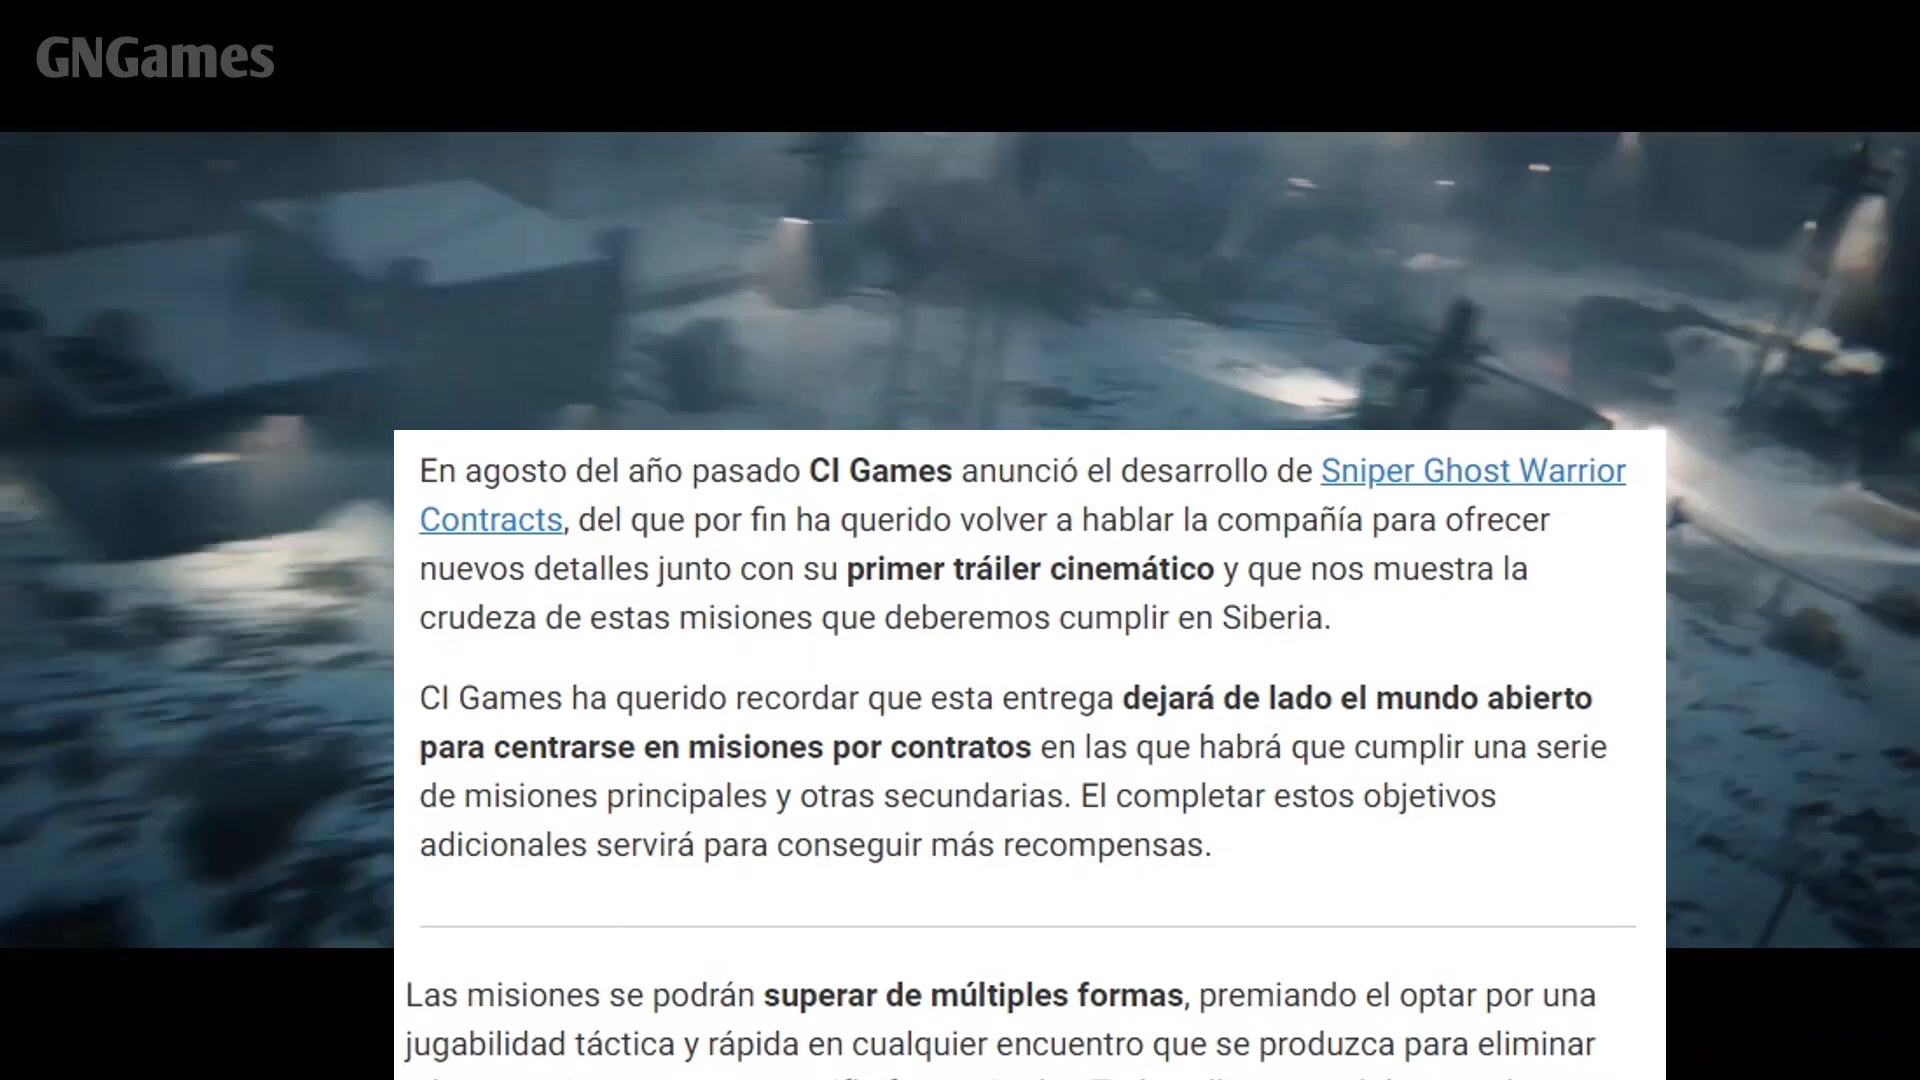 GNGames
En agosto del año pasado CI Games anunció el desarrollo de Sniper Ghost Warrior
Contracts, del que por fin ha querido volver a hablar la compañía para ofrecer
nuevos detalles junto con su primer tráiler cinemático y que nos muestra la
crudeza de estas misiones que deberemos cumplir en Siberia.
CI Games ha querido recordar que esta entrega dejará de lado el mundo abierto
para centrarse en misiones por contratos en las que habrá que cumplir una serie
de misiones principales y otras secundarias. El completar estos objetivos
adicionales servirá para conseguir más recompensas.
Las misiones se podrán superar de múltiples formas, premiando el optar por una
jugabilidad táctica y rápida en cualquier encuentro que se produzca para eliminar